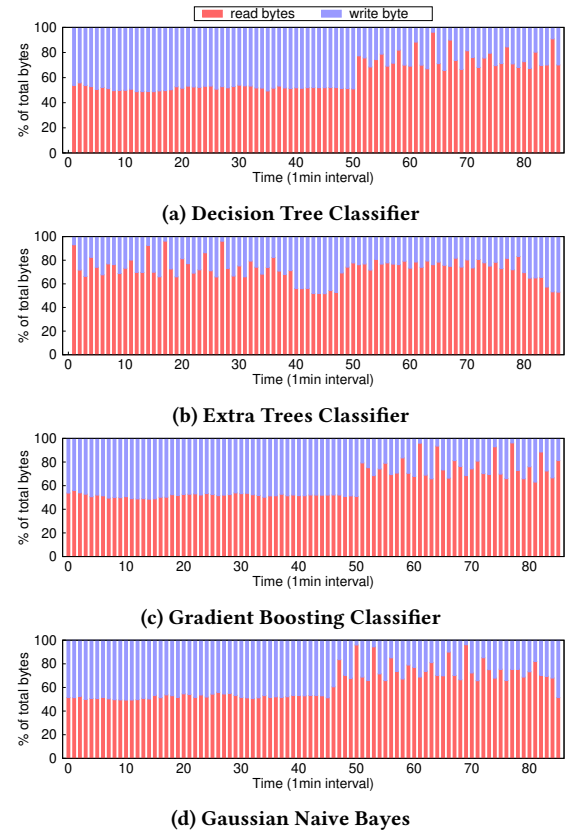 read bytes write byte
100
80
60
40
20
0
% of total bytes
0 10 20 30 40 50 60 70 80
Time (1min interval)
(a) Decision Tree Classifier
100
80
60
40
20
0
% of total bytes
0 10 20 30 40 50 60 70 80
Time (1min interval)
(b) Extra Trees Classifier
100
80
60
40
20
0
% of total bytes
0 10 20 30 40 50 60 70 80
Time (1min interval)
(c) Gradient Boosting Classifier
100
80
60
40
20
0
% of total bytes
0 10 20 30 40 50 60 70 80
Time (1min interval)
(d) Gaussian Naive Bayes